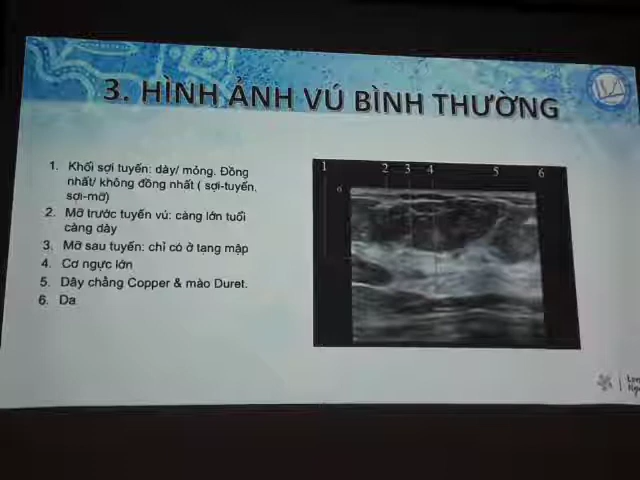 3. HÌNH ẢNH VÚ BÌNH THƯỜNG
1. Khối sợi tuyến: dày/ mỏng. Đồng
nhất/ không đồng nhất ( sợi-tuyến,
sợi-mỡ)
2. Mỡ trước tuyến vú: càng lớn tuổi
càng dày
3. Mỡ sau tuyến: chỉ có ở tạng mập
4. Cơ ngực lớn
5. Dây chằng Copper & mào Duret.
6. Da
1 2 3 4 5 6